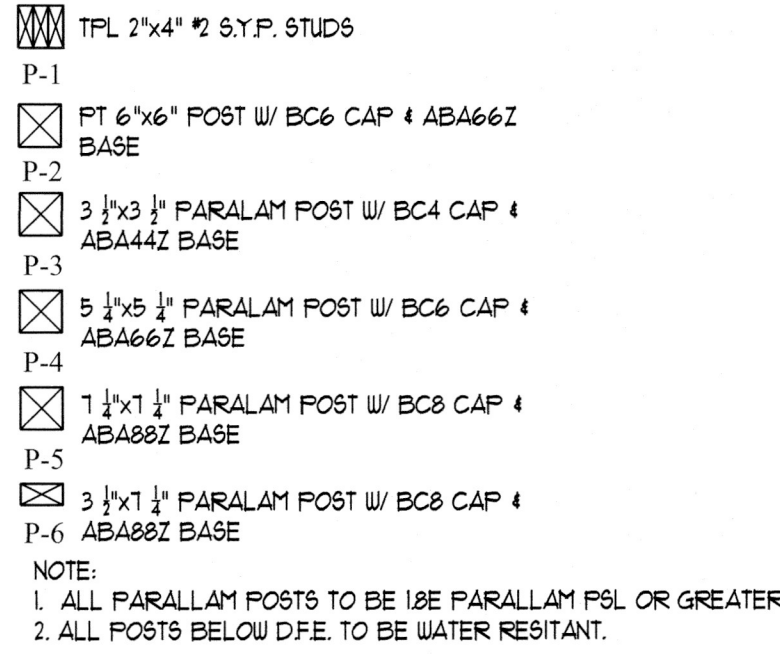 TPL 2"x4" #2 S.Y.P. STUDS
P-1
PT 6"x6" POST W/ BC6 CAP & ABA66Z
BASE
P-2
3 1/2"x3 1/2" PARALAM POST W/ BC4 CAP &
ABA44Z BASE
P-3
5 1/4"x5 1/4" PARALAM POST W/ BC6 CAP &
ABA66Z BASE
P-4
7 1/4"x7 1/4" PARALAM POST W/ BC8 CAP &
ABA88Z BASE
P-5
3 1/2"x7 1/4" PARALAM POST W/ BC8 CAP &
P-6 ABA88Z BASE
NOTE:
1. ALL PARALLAM POSTS TO BE 1.8E PARALLAM PSL OR GREATER
2. ALL POSTS BELOW D.F.E. TO BE WATER RESITANT.